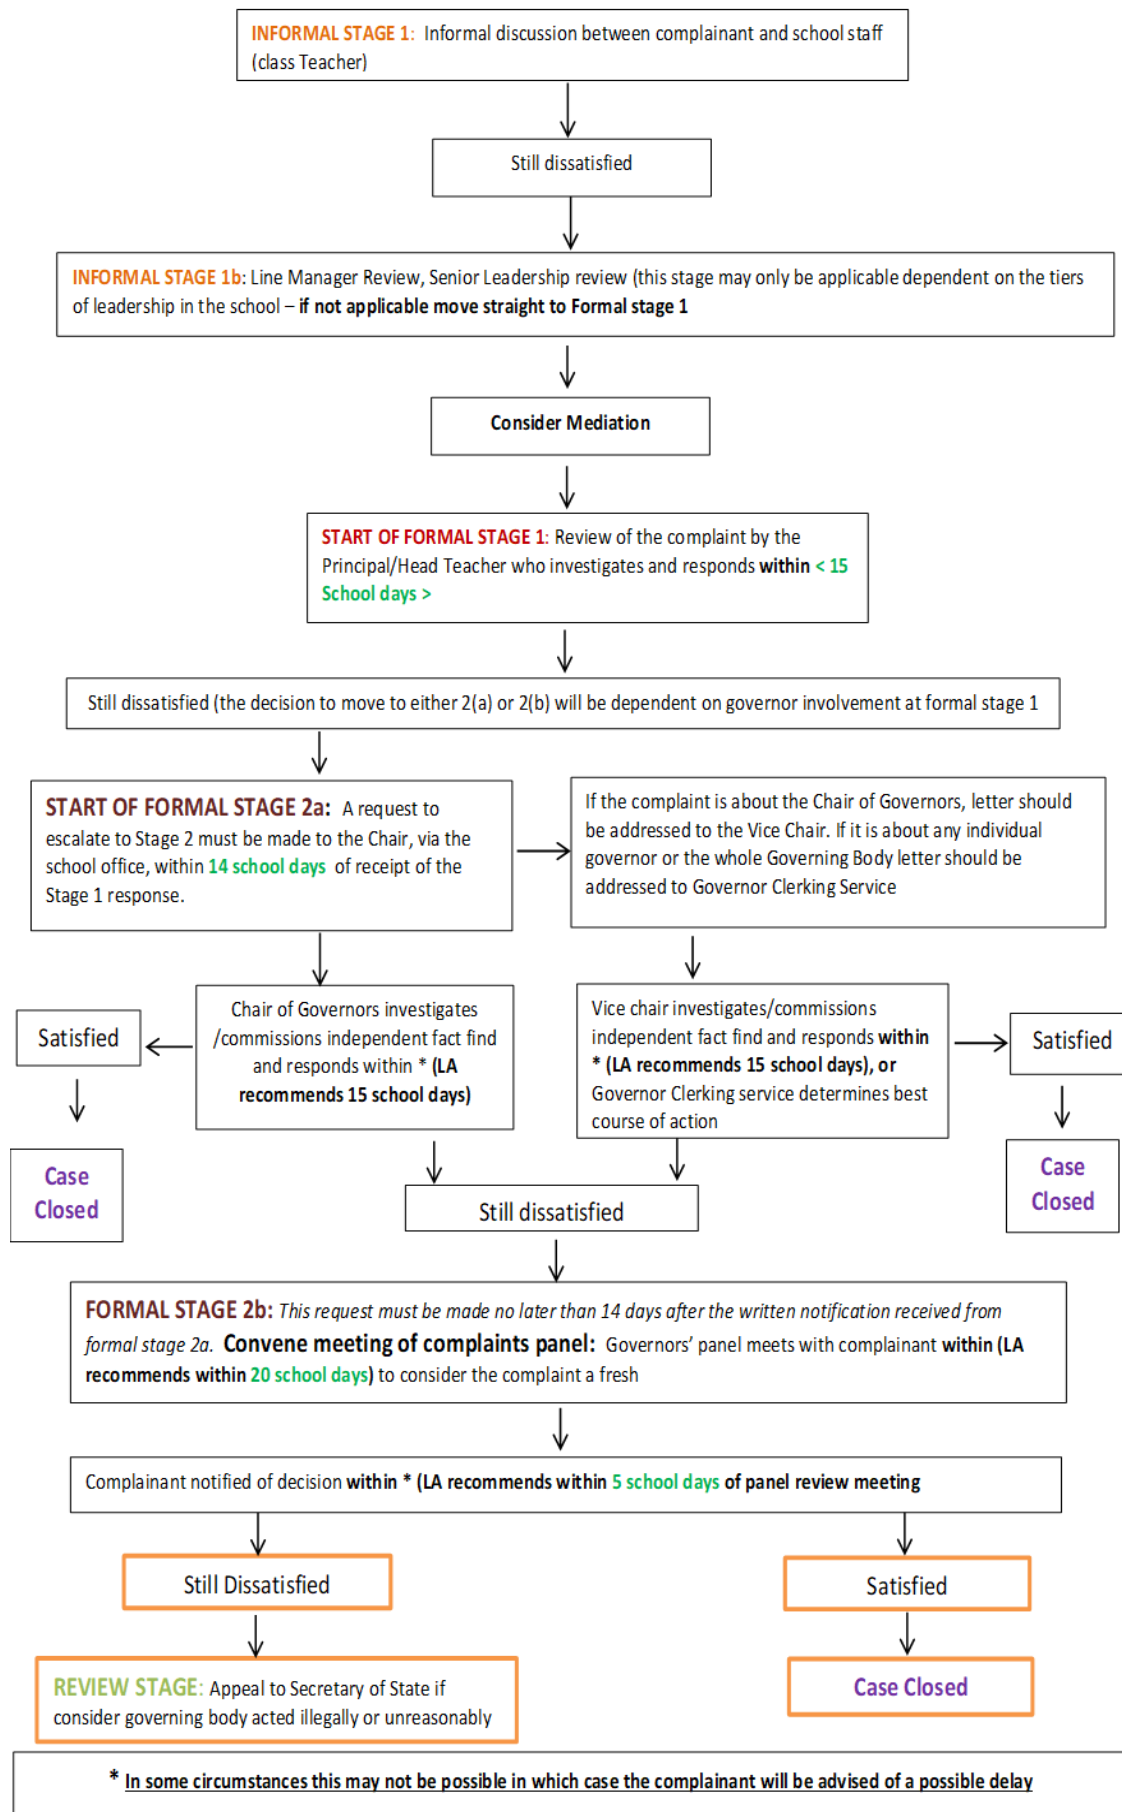 INFORMAL STAGE 1: Informal discussion between complainant and school staff
(class Teacher)
Still dissatisfied
INFORMAL STAGE 1b: Line Manager Review, Senior Leadership review (this stage may only be applicable dependent on the tiers
of leadership in the school – if not applicable move straight to Formal stage 1
Consider Mediation
START OF FORMAL STAGE 1: Review of the complaint by the
Principal/Head Teacher who investigates and responds within < 15
School days >
Still dissatisfied (the decision to move to either 2(a) or 2(b) will be dependent on governor involvement at formal stage 1
START OF FORMAL STAGE 2a: A request to
escalate to Stage 2 must be made to the Chair, via the
school office, within 14 school days of receipt of the
Stage 1 response.
If the complaint is about the Chair of Governors, letter should
be addressed to the Vice Chair. If it is about any individual
governor or the whole Governing Body letter should be
addressed to Governor Clerking Service
Satisfied
Chair of Governors investigates
/commissions independent fact find
and responds within * (LA
recommends 15 school days)
Vice chair investigates/commissions
independent fact find and responds within
* (LA recommends 15 school days), or
Governor Clerking service determines best
course of action
Satisfied
Case
Closed
Case
Closed
Still dissatisfied
FORMAL STAGE 2b: This request must be made no later than 14 days after the written notification received from
formal stage 2a. Convene meeting of complaints panel: Governors' panel meets with complainant within (LA
recommends within 20 school days) to consider the complaint a fresh
Complainant notified of decision within * (LA recommends within 5 school days of panel review meeting
Still Dissatisfied
Satisfied
REVIEW STAGE: Appeal to Secretary of State if
consider governing body acted illegally or unreasonably
Case Closed
* In some circumstances this may not be possible in which case the complainant will be advised of a possible delay